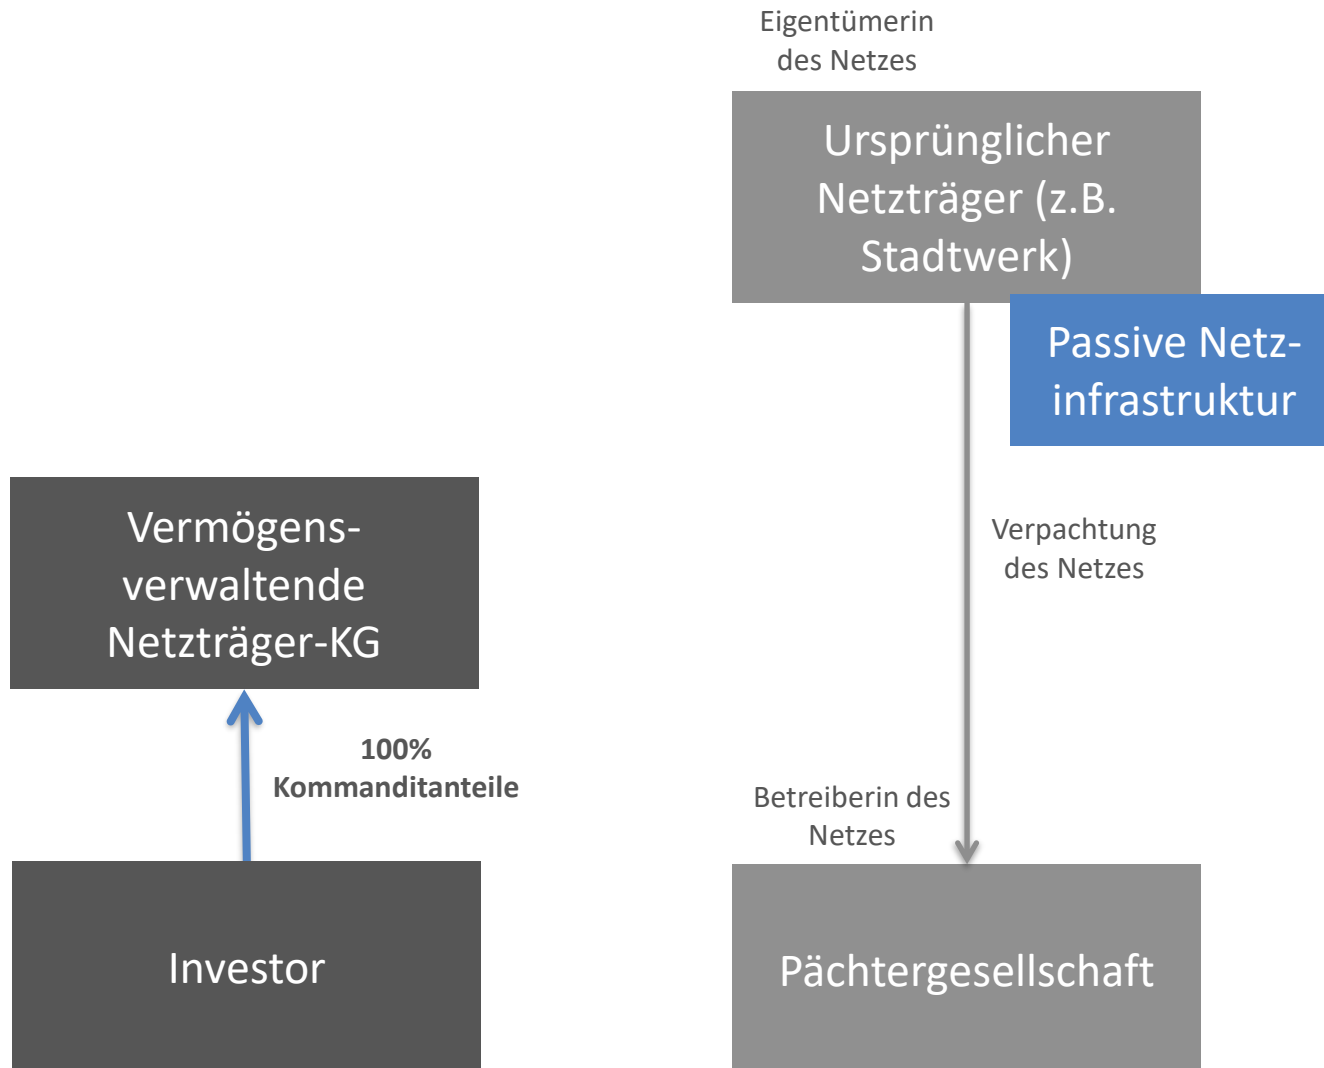 Eigentümerin
des Netzes
Ursprünglicher
Netzträger (z.B.
Stadtwerk)
Passive Netz-
infrastruktur
Vermögens-
verwaltende
Netzträger-KG
Verpachtung
des Netzes
100%
Kommanditanteile
Betreiberin des
Netzes
Investor
Pächtergesellschaft